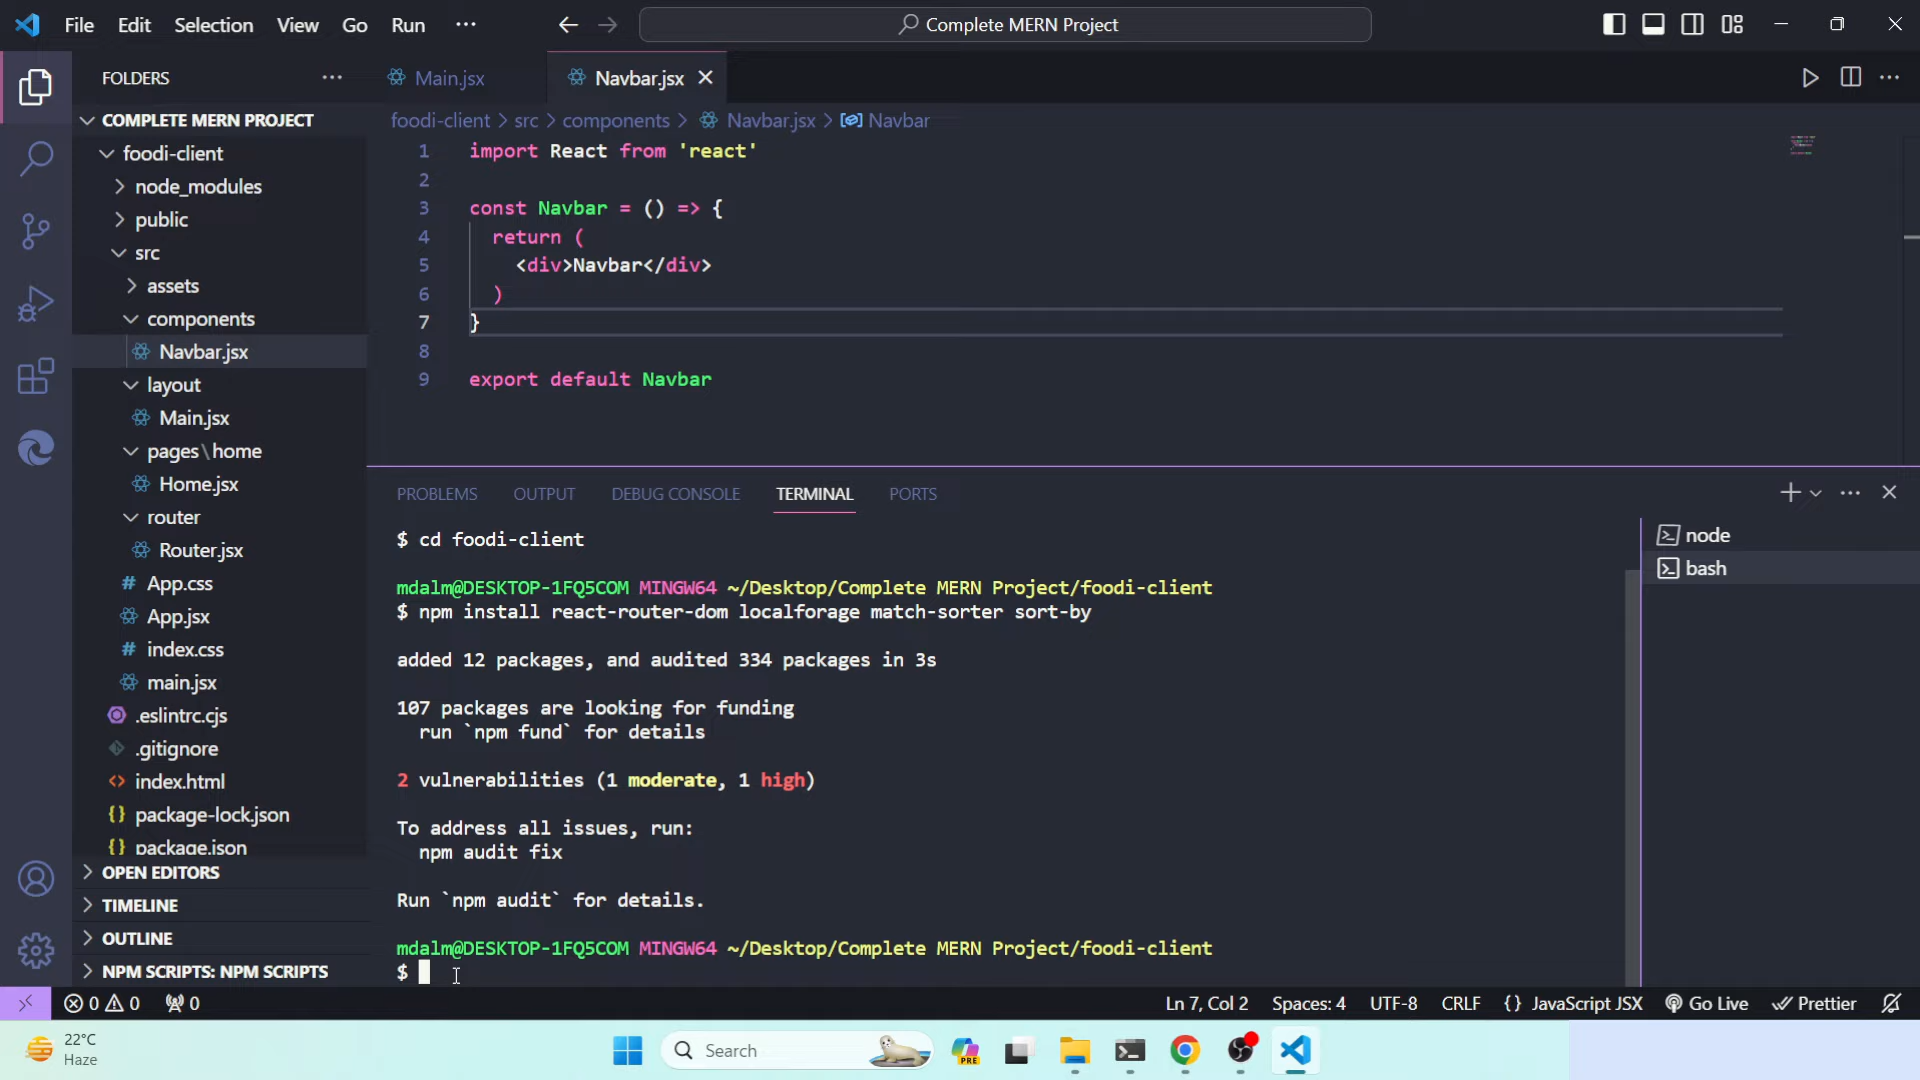 File Edit Selection View Go Run ···
Complete MERN Project
FOLDERS
COMPLETE MERN PROJECT
foodi-client
node_modules
public
src
assets
components
Navbar.jsx
layout
Main.jsx
pages\home
Home.jsx
router
Router.jsx
# App.css
App.jsx
# index.css
main.jsx
.eslintrc.cjs
.gitignore
<> index.html
{} package-lock.json
{} package.json
OPEN EDITORS
TIMELINE
OUTLINE
NPM SCRIPTS: NPM SCRIPTS
Main.jsx Navbar.jsx
foodi-client > src > components > Navbar.jsx > Navbar
1 import React from 'react'
2
3 const Navbar = () => {
4 return (
5 <div>Navbar</div>
6 )
7 }
8
9 export default Navbar
PROBLEMS OUTPUT DEBUG CONSOLE TERMINAL PORTS
$ cd foodi-client
mdalm@DESKTOP-1FQ5COM MINGW64 ~/Desktop/Complete MERN Project/foodi-client
$ npm install react-router-dom localforage match-sorter sort-by
added 12 packages, and audited 334 packages in 3s
107 packages are looking for funding
run `npm fund` for details
2 vulnerabilities (1 moderate, 1 high)
To address all issues, run:
npm audit fix
Run `npm audit` for details.
mdalm@DESKTOP-1FQ5COM MINGW64 ~/Desktop/Complete MERN Project/foodi-client
$
node
bash
0 0 0
Ln 7, Col 2 Spaces: 4 UTF-8 CRLF {} JavaScript JSX Go Live Prettier
22°C
Haze
Search
PRE